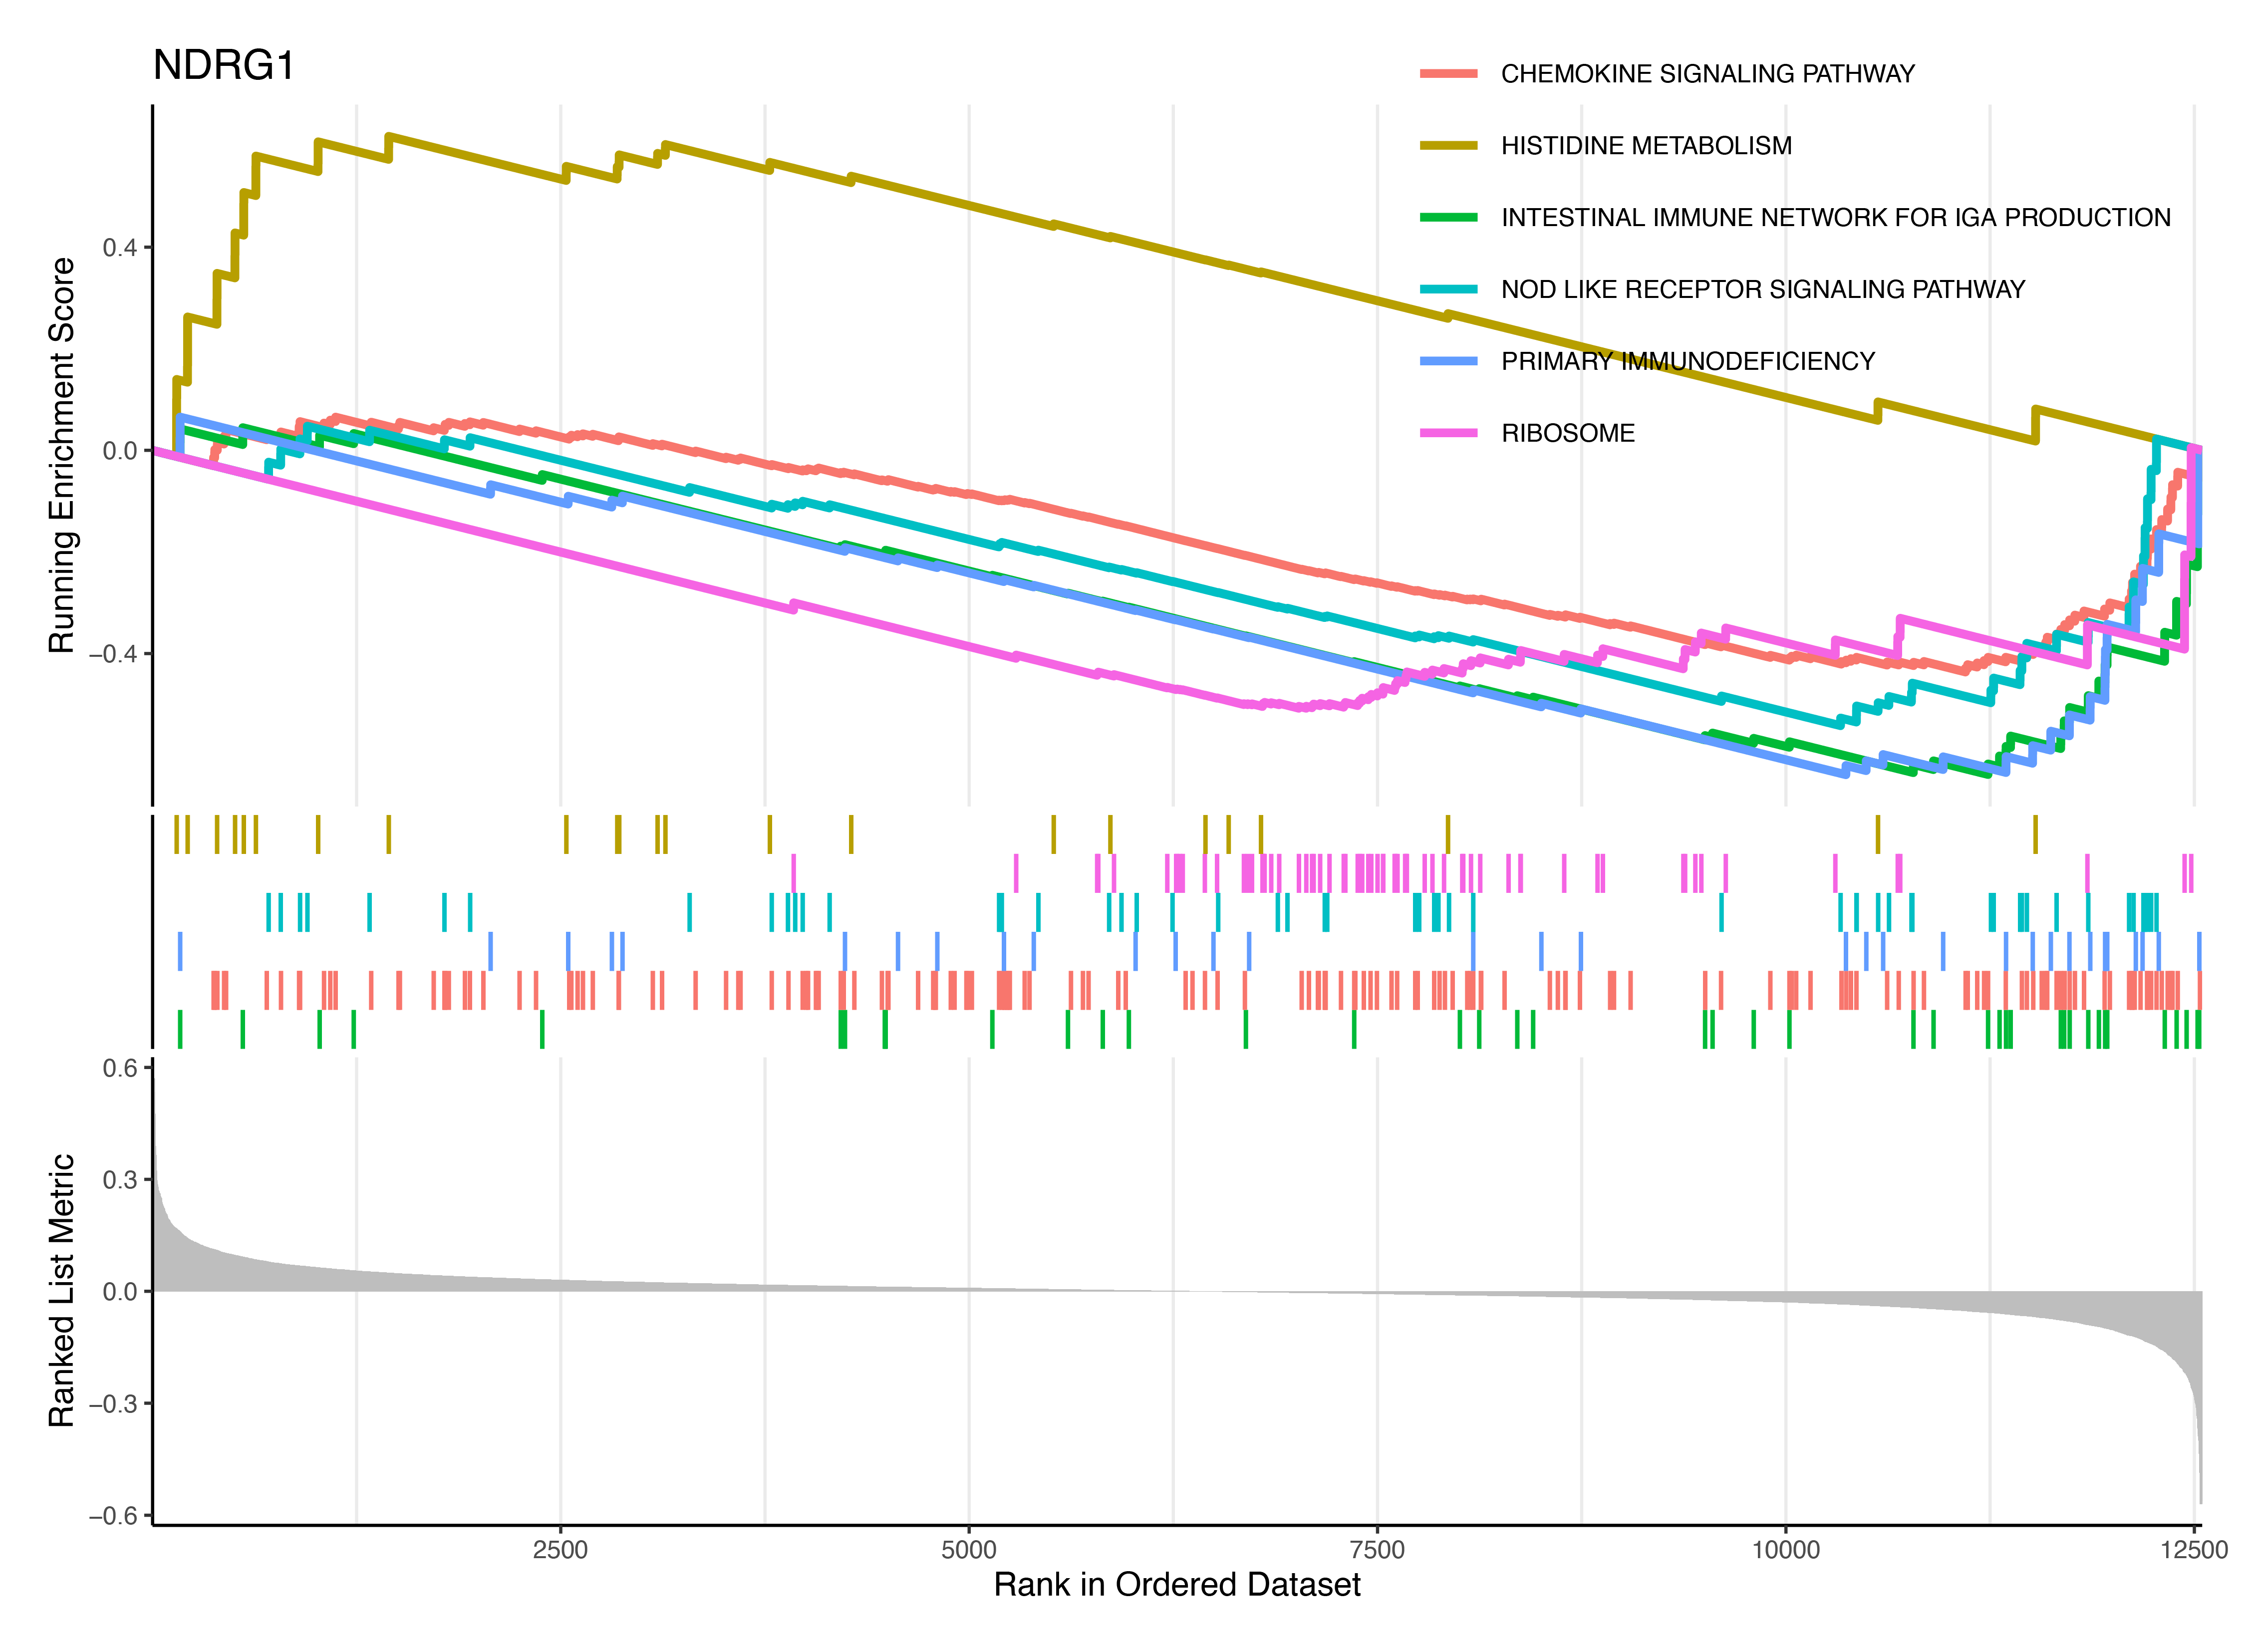 NDRG1
CHEMOKINE SIGNALING PATHWAY
HISTIDINE METABOLISM
INTESTINAL IMMUNE NETWORK FOR IGA PRODUCTION
NOD LIKE RECEPTOR SIGNALING PATHWAY
PRIMARY IMMUNODEFICIENCY
RIBOSOME
Running Enrichment Score
0.4
0.0
−0.4
Ranked List Metric
0.6
0.3
0.0
−0.3
−0.6
2500 5000 7500 10000 12500
Rank in Ordered Dataset